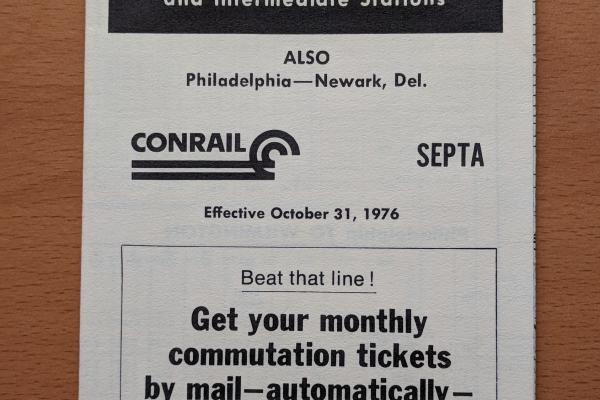 and Intermediate Stations
ALSO
Philadelphia—Newark, Del.
CONRAIL
SEPTA
Effective October 31, 1976
Beat that line!
Get your monthly
commutation tickets
by mail—automatically—